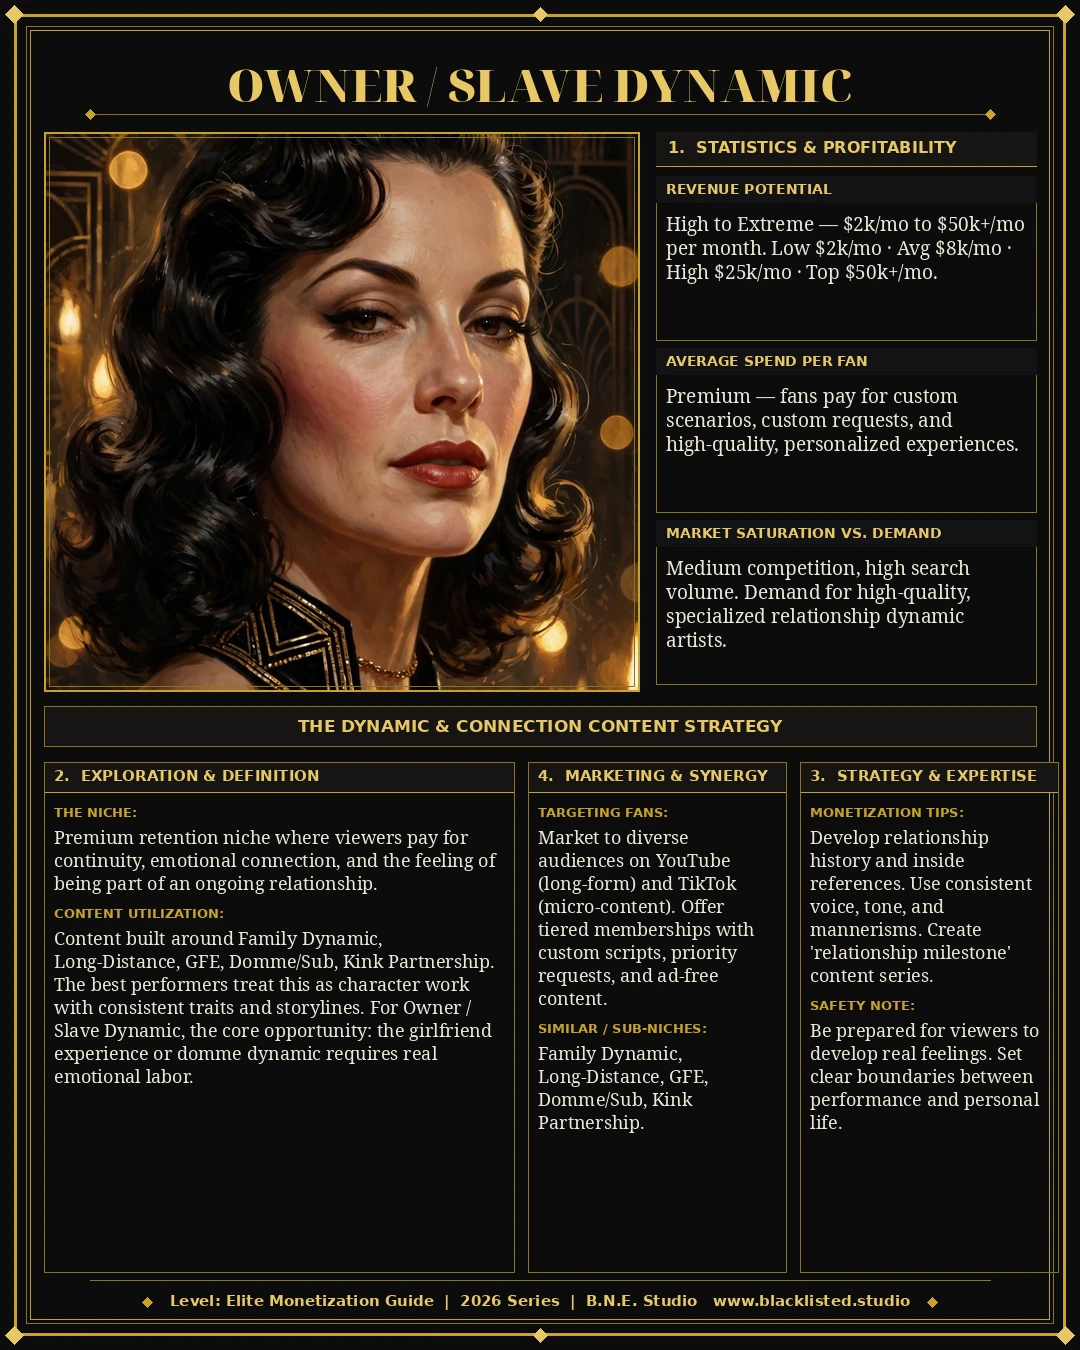 OWNER / SLAVE DYNAMIC
1. STATISTICS & PROFITABILITY
REVENUE POTENTIAL
High to Extreme — $2k/mo to $50k+/mo
per month. Low $2k/mo · Avg $8k/mo ·
High $25k/mo · Top $50k+/mo.
AVERAGE SPEND PER FAN
Premium — fans pay for custom
scenarios, custom requests, and
high-quality, personalized experiences.
MARKET SATURATION VS. DEMAND
Medium competition, high search
volume. Demand for high-quality,
specialized relationship dynamic
artists.
THE DYNAMIC & CONNECTION CONTENT STRATEGY
2. EXPLORATION & DEFINITION
THE NICHE:
Premium retention niche where viewers pay for
continuity, emotional connection, and the feeling of
being part of an ongoing relationship.
CONTENT UTILIZATION:
Content built around Family Dynamic,
Long-Distance, GFE, Domme/Sub, Kink Partnership.
The best performers treat this as character work
with consistent traits and storylines. For Owner /
Slave Dynamic, the core opportunity: the girlfriend
experience or domme dynamic requires real
emotional labor.
4. MARKETING & SYNERGY
TARGETING FANS:
Market to diverse
audiences on YouTube
(long-form) and TikTok
(micro-content). Offer
tiered memberships with
custom scripts, priority
requests, and ad-free
content.
SIMILAR / SUB-NICHES:
Family Dynamic,
Long-Distance, GFE,
Domme/Sub, Kink
Partnership.
3. STRATEGY & EXPERTISE
MONETIZATION TIPS:
Develop relationship
history and inside
references. Use consistent
voice, tone, and
mannerisms. Create
'relationship milestone'
content series.
SAFETY NOTE:
Be prepared for viewers to
develop real feelings. Set
clear boundaries between
performance and personal
life.
Level: Elite Monetization Guide | 2026 Series | B.N.E. Studio www.blacklisted.studio